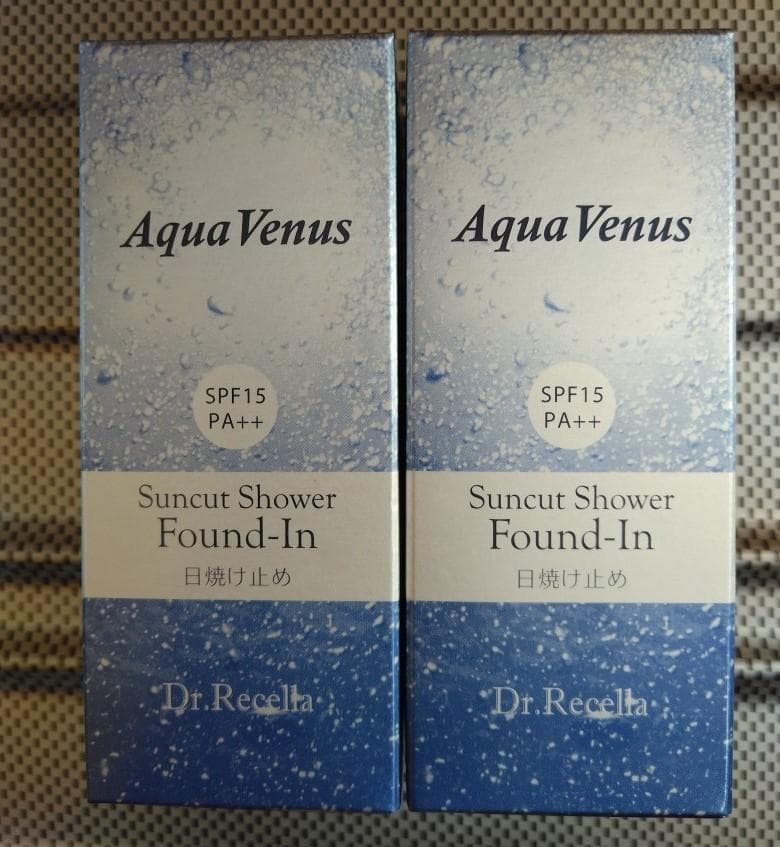 Aqua Venus
SPF15
PA++
Suncut Shower
Found-In
日焼け止め
Dr.Recella
Aqua Venus
SPF15
PA++
Suncut Shower
Found-In
日焼け止め
Dr.Recella